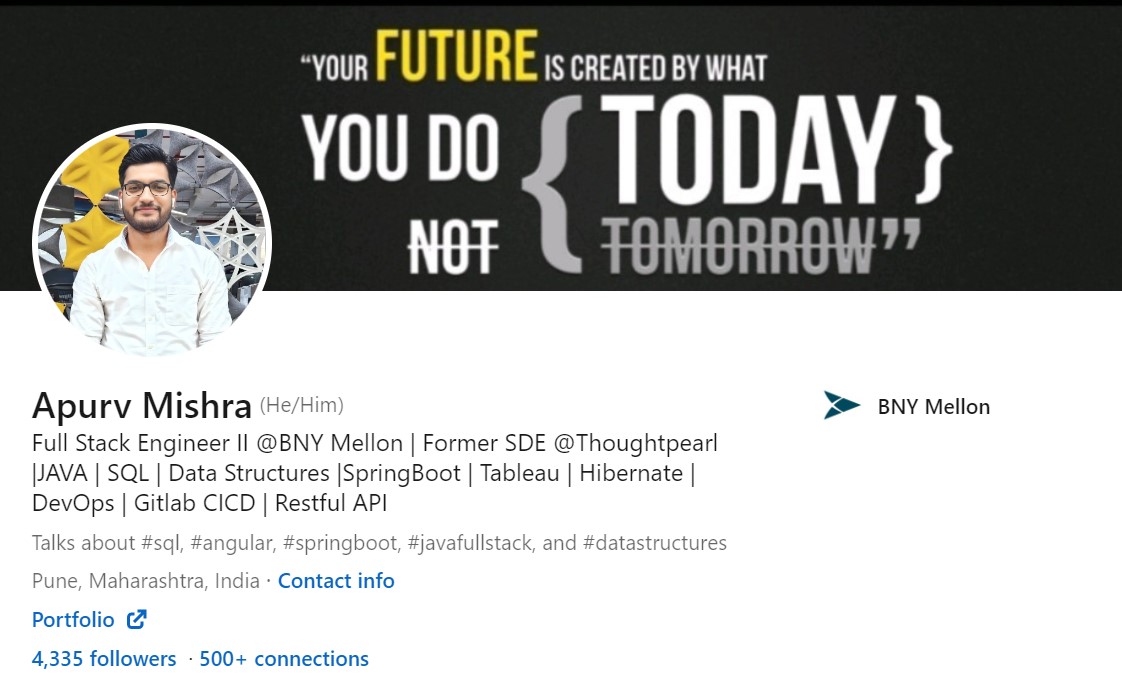 “YOUR FUTURE IS CREATED BY WHAT
YOU DO { TODAY }
NOT TOMORROW”
Apurv Mishra (He/Him)
BNY Mellon
Full Stack Engineer II @BNY Mellon | Former SDE @Thoughtpearl
|JAVA | SQL | Data Structures |SpringBoot | Tableau | Hibernate |
DevOps | Gitlab CICD | Restful API
Talks about #sql, #angular, #springboot, #javafullstack, and #datastructures
Pune, Maharashtra, India · Contact info
Portfolio
4,335 followers · 500+ connections